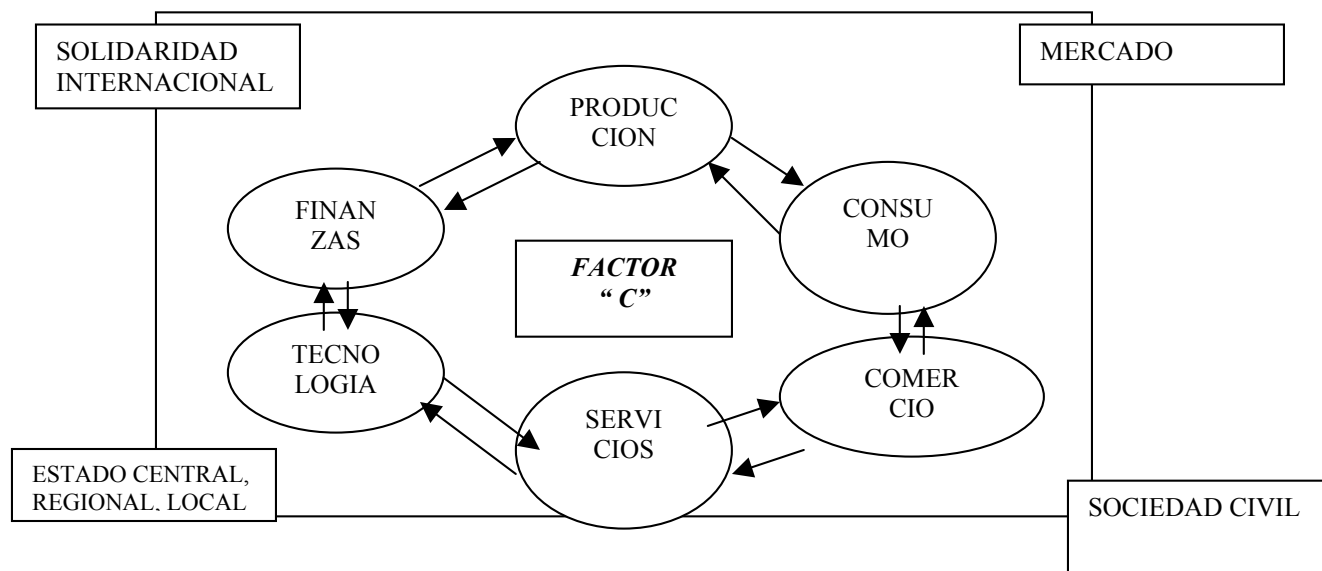 SOLIDARIDAD
INTERNACIONAL
MERCADO
PRODUC
CION
FINAN
ZAS
CONSU
MO
FACTOR
“ C”
TECNO
LOGIA
COMER
CIO
SERVI
CIOS
ESTADO CENTRAL,
REGIONAL, LOCAL
SOCIEDAD CIVIL